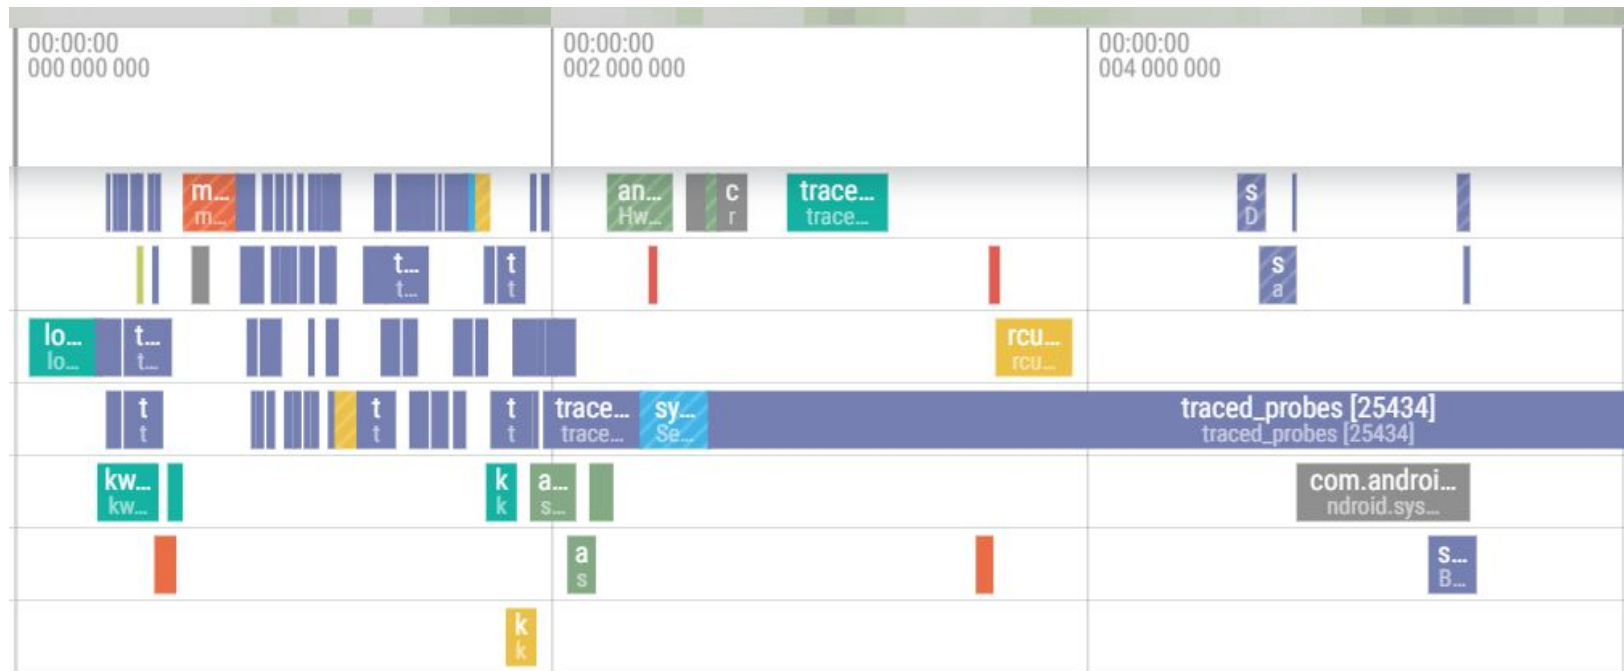 00:00:00
000 000 000
00:00:00
002 000 000
00:00:00
004 000 000
m...
m...
an...
Hw...
c
r
trace...
trace...
s
D
t...
t...
t
t
s
a
lo...
lo...
t...
t...
rcu...
rcu...
t
t
t
t
t
t
trace...
trace...
sy...
Se...
traced_probes [25434]
traced_probes [25434]
kw...
kw...
k
k
a...
s...
com.androi...
ndroid.sys...
a
s
s...
B...
k
k